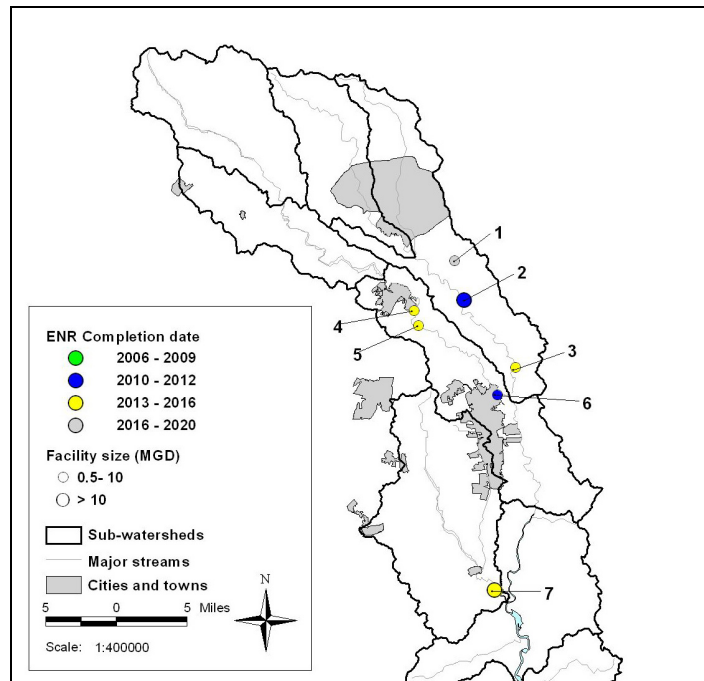 1
2
3
4
5
6
7
ENR Completion date
2006 - 2009
2010 - 2012
2013 - 2016
2016 - 2020
Facility size (MGD)
0.5- 10
> 10
Sub-watersheds
Major streams
Cities and towns
N
5 0 5 Miles
Scale: 1:400000